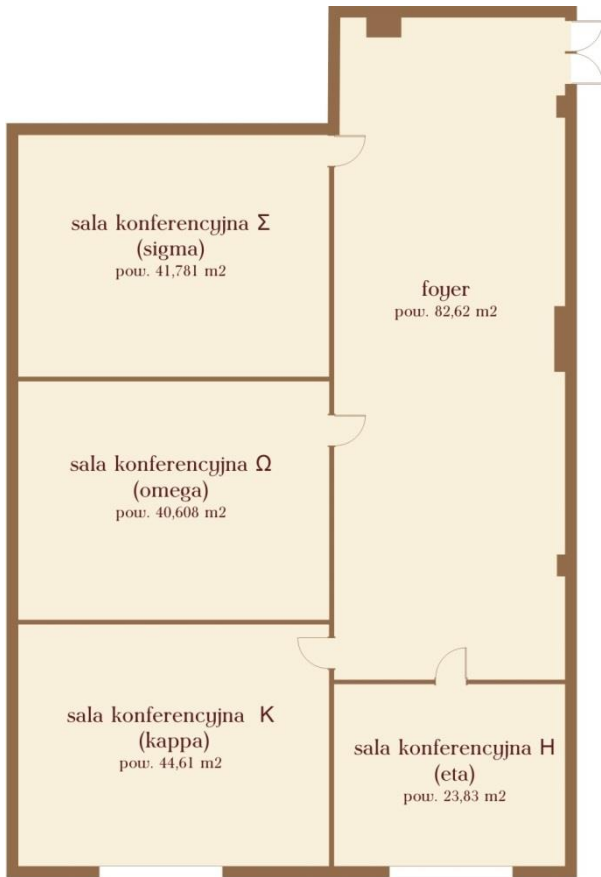 sala konferencyjna Σ
(sigma)
pow. 41,781 m2
foyer
pow. 82,62 m2
sala konferencyjna Ω
(omega)
pow. 40,608 m2
sala konferencyjna K
(kappa)
pow. 44,61 m2
sala konferencyjna H
(eta)
pow. 23,83 m2